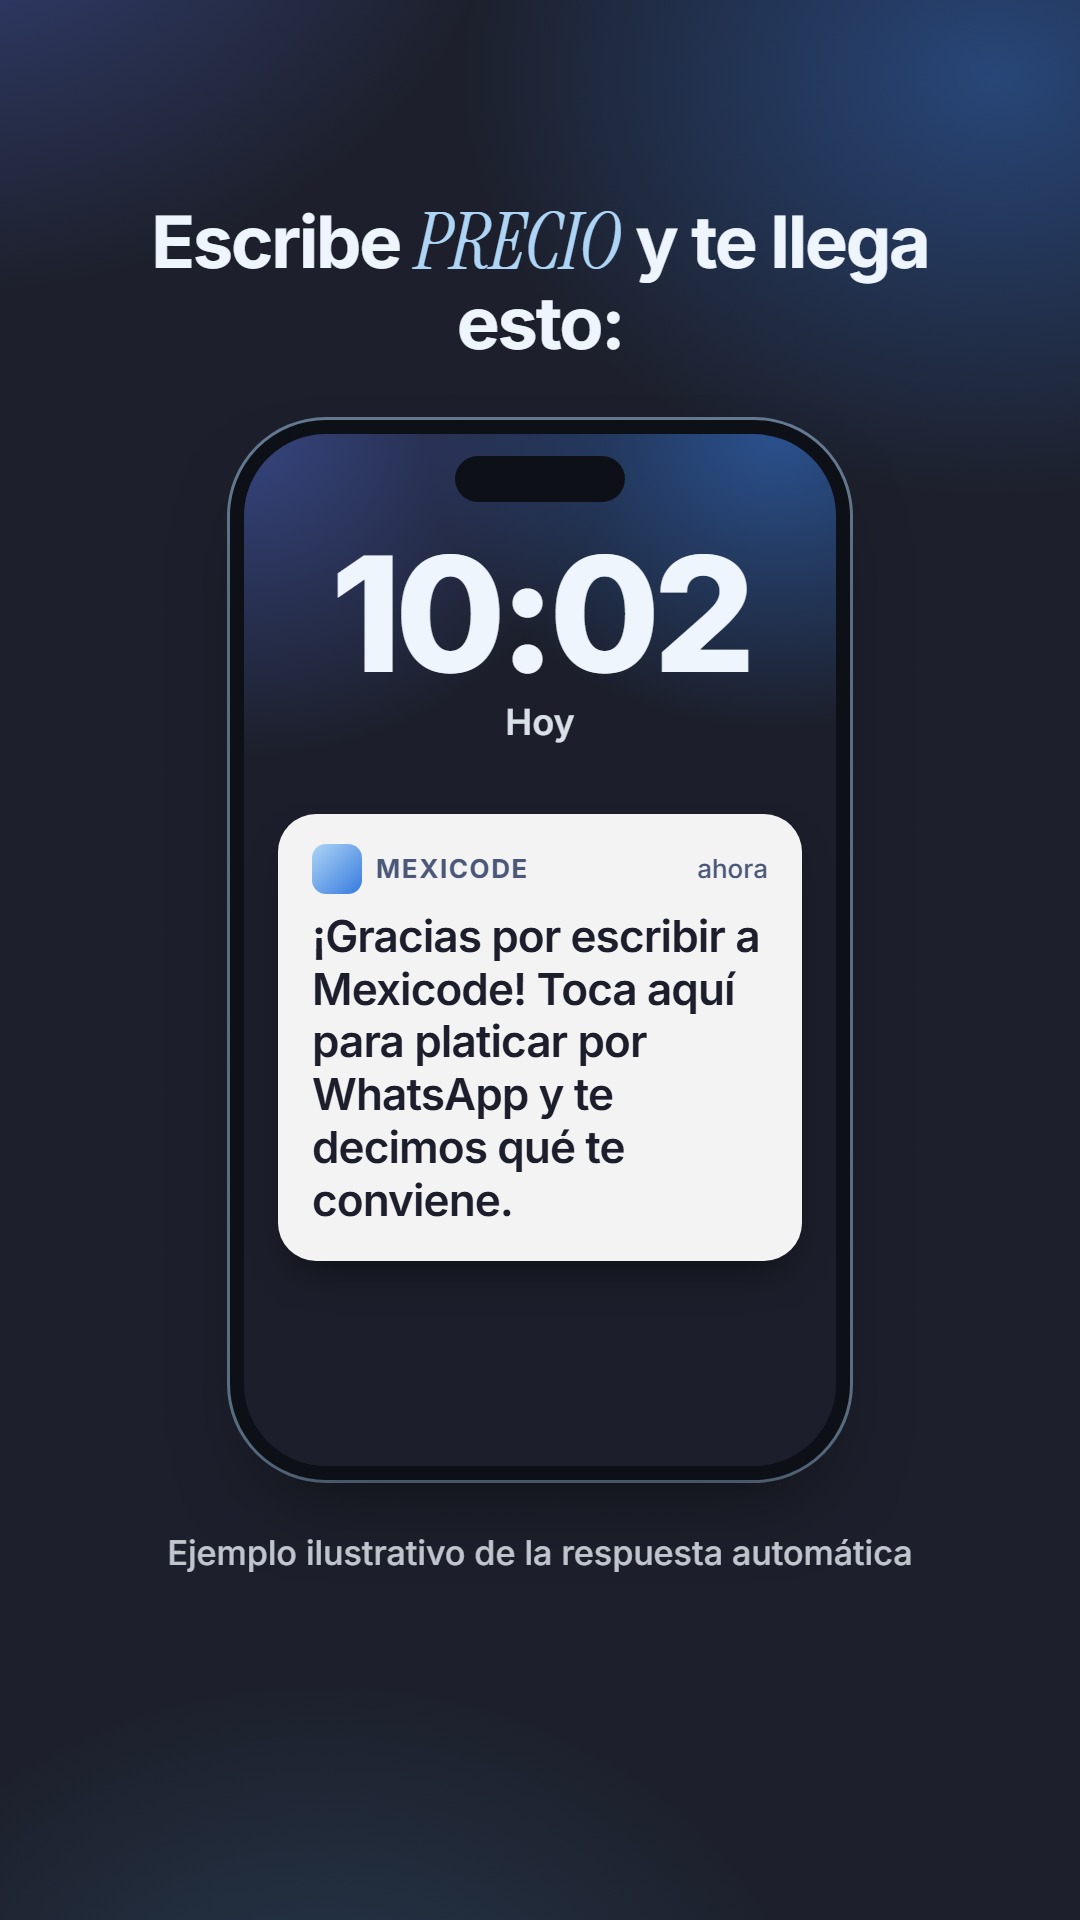 Escribe PRECIO y te llega
esto:
10:02
Hoy
MEXICODE ahora
¡Gracias por escribir a
Mexicode! Toca aquí
para platicar por
WhatsApp y te
decimos qué te
conviene.
Ejemplo ilustrativo de la respuesta automática